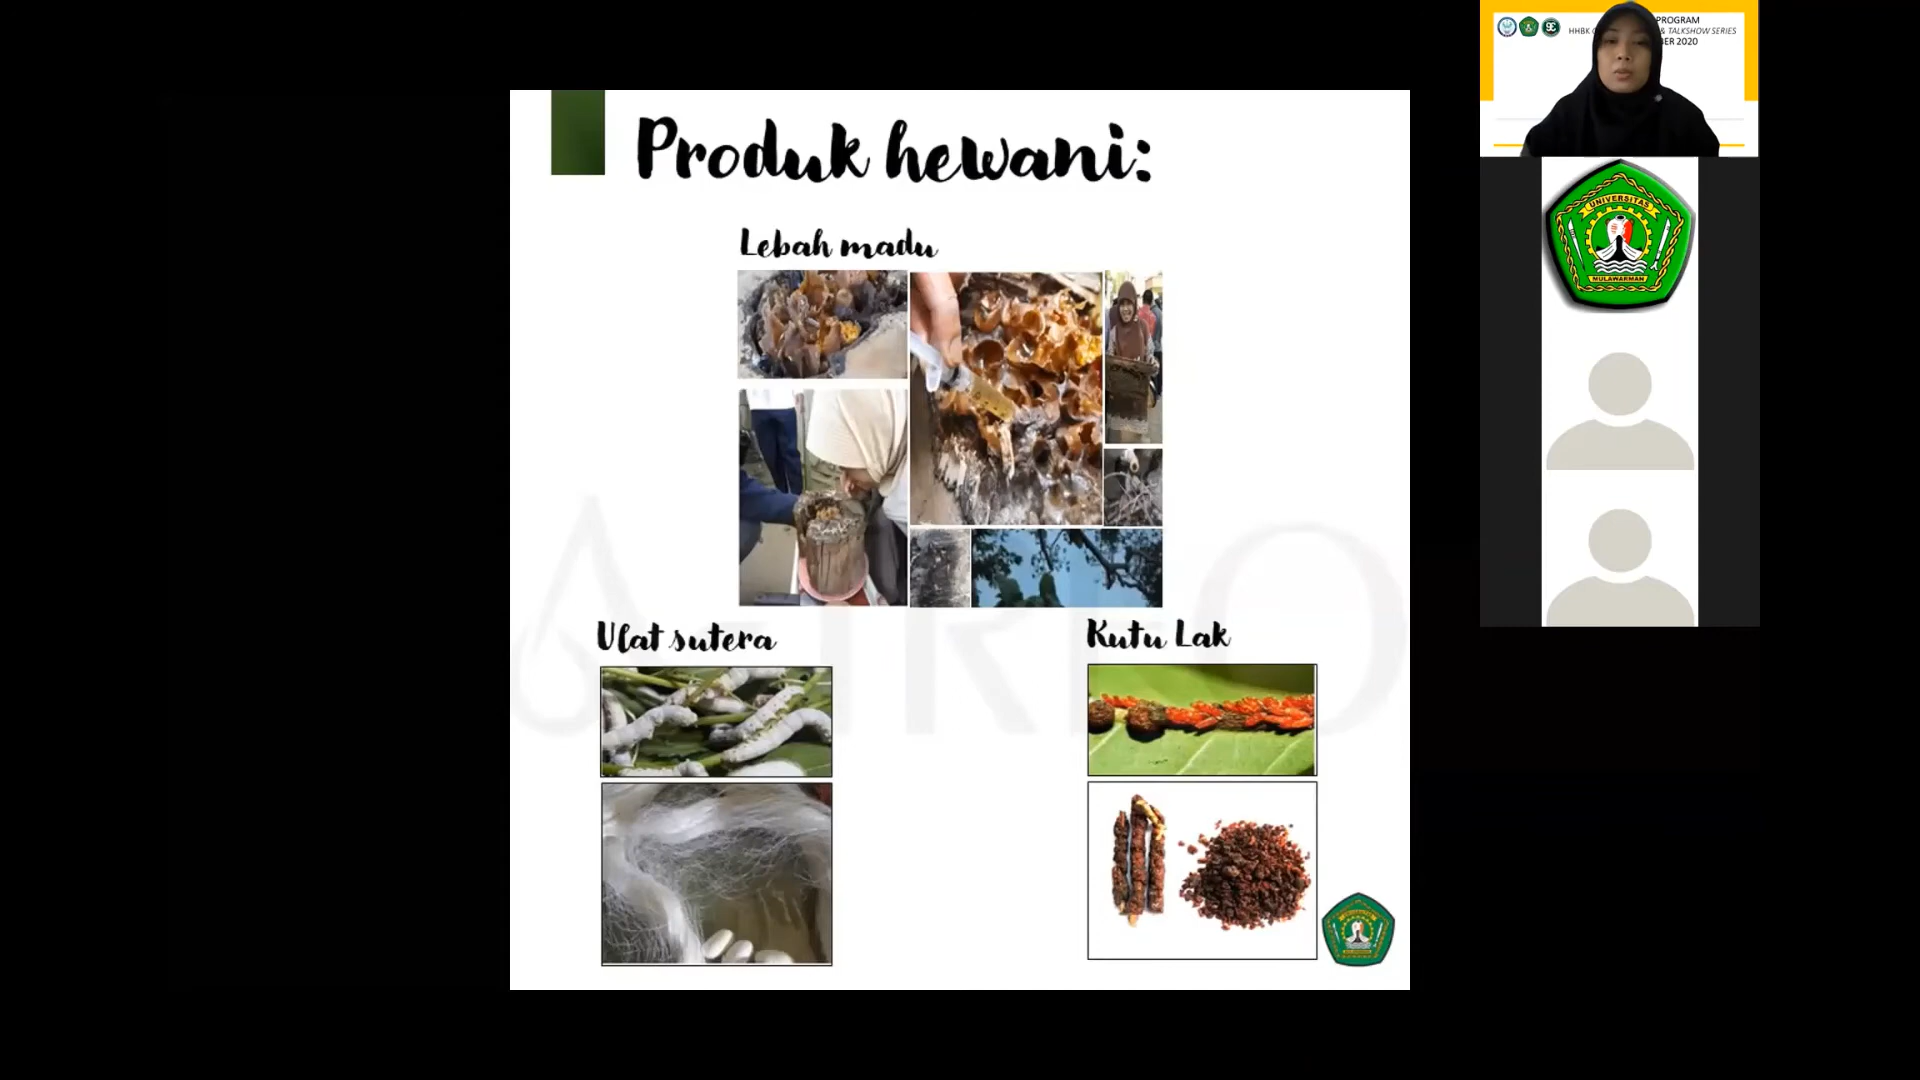 Produk hewani:
Lebah madu
Ulat sutera
Kutu Lak
PROGRAM
HHBK
& TALKSHOW SERIES
BER 2020
UNIVERSITAS
MULAWARMAN